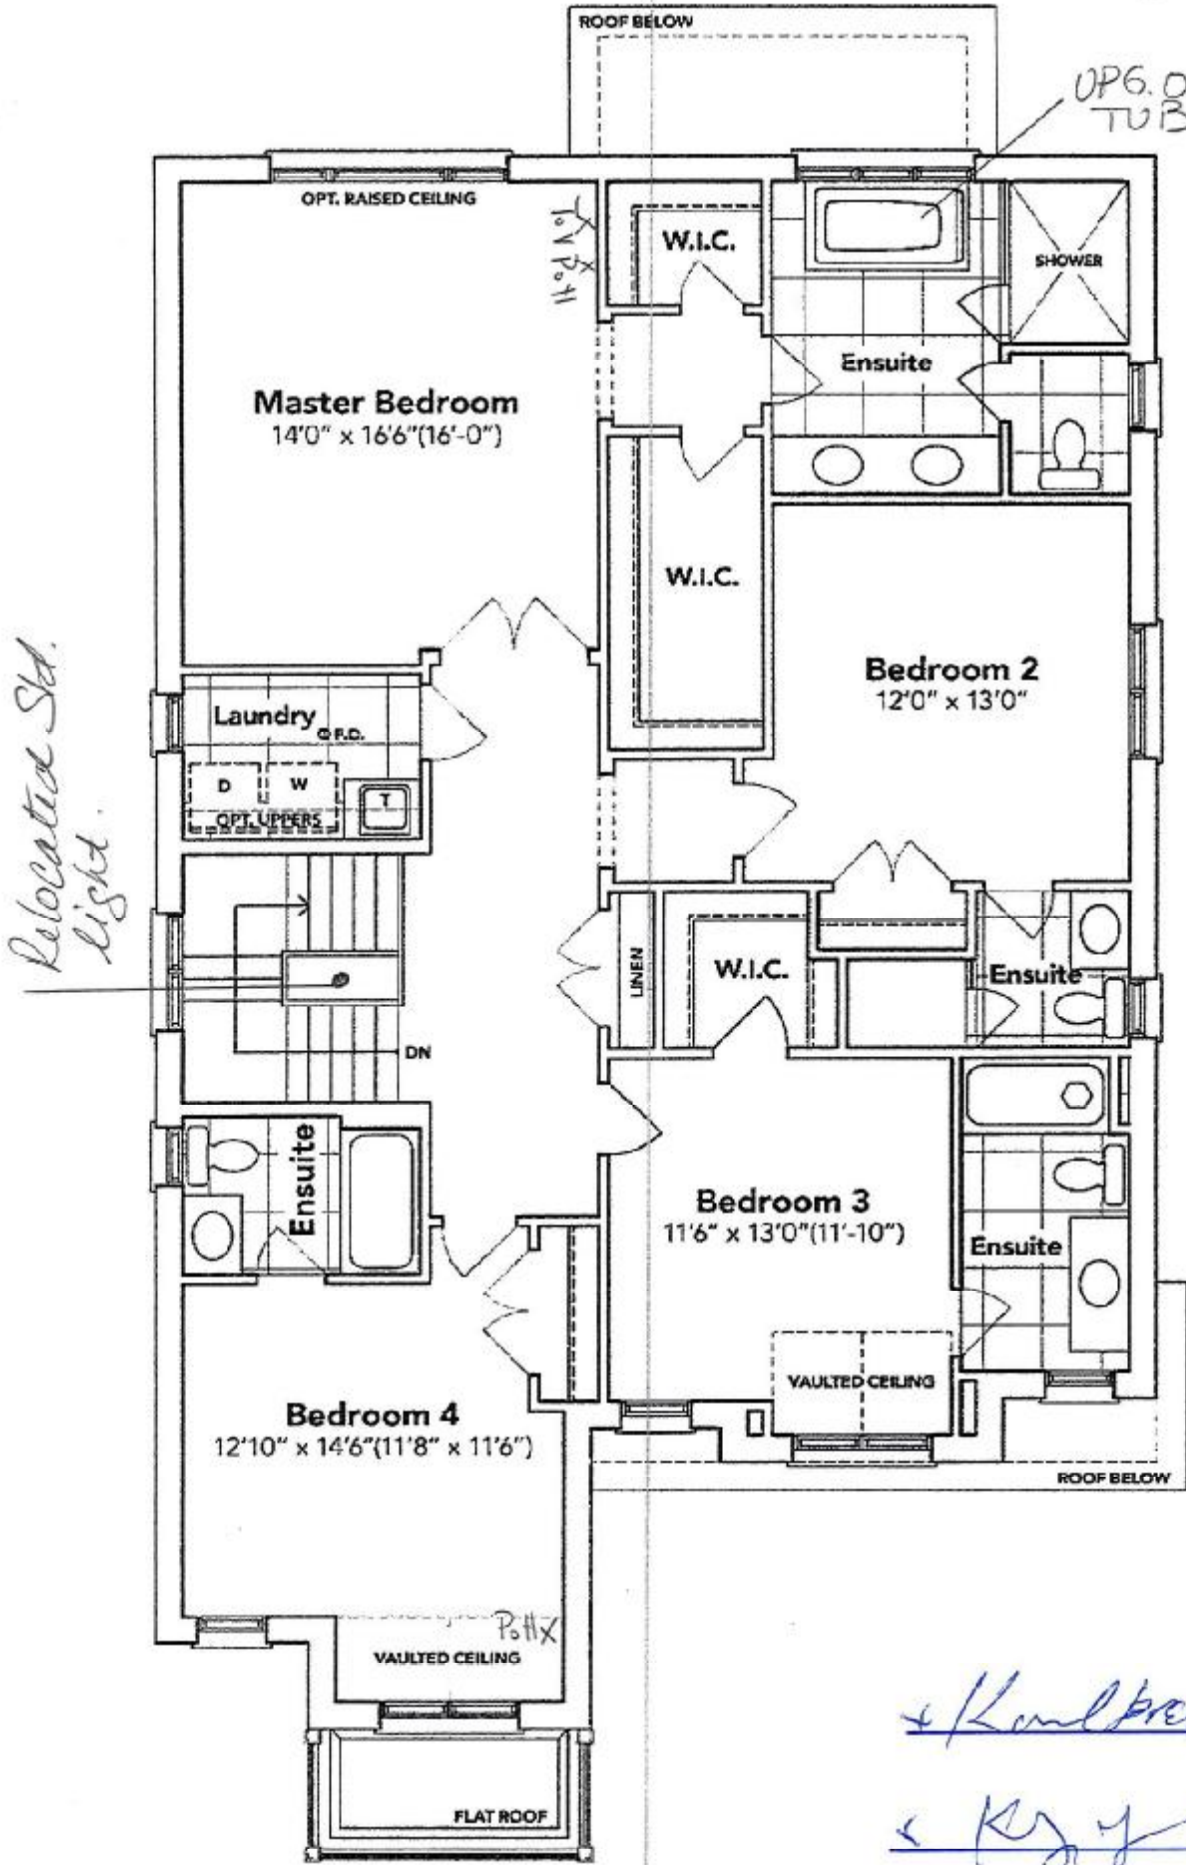 ROOF BELOW
UPG. O
TUB
OPT. RAISED CEILING
W.I.C.
SHOWER
Ensuite
Master Bedroom
14'0" x 16'6"(16'-0")
W.I.C.
Bedroom 2
12'0" x 13'0"
Laundry
F.D.
D
W
T
OPT. UPPERS
Relocated Std.
light.
LINEN
W.I.C.
Ensuite
DN
Ensuite
Bedroom 3
11'6" x 13'0"(11'-10")
Ensuite
VAULTED CEILING
Bedroom 4
12'10" x 14'6"(11'8" x 11'6")
ROOF BELOW
VAULTED CEILING
FLAT ROOF